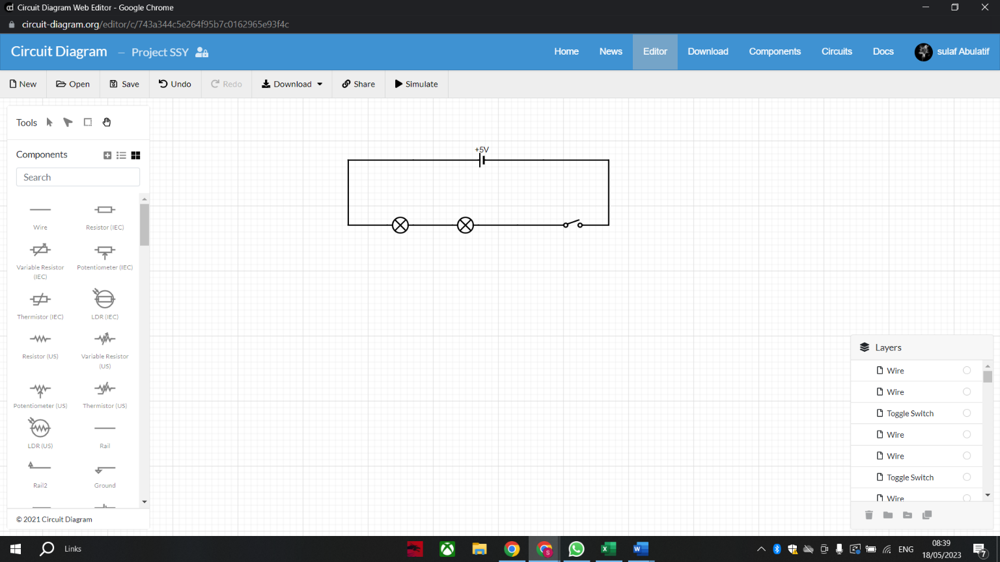 Circuit Diagram Web Editor - Google Chrome
circuit-diagram.org/editor/c/743a344c5e264f95b7c0162965e93f4c
Circuit Diagram – Project SSY
Home News Editor Download Components Circuits Docs sulaf Abulatif
New Open Save Undo Redo Download Share Simulate
Tools
Components
Search
Wire Resistor (IEC)
Variable Resistor (IEC) Potentiometer (IEC)
Thermistor (IEC) LDR (IEC)
Resistor (US) Variable Resistor (US)
Potentiometer (US) Thermistor (US)
LDR (US) Rail
Rail2 Ground
© 2021 Circuit Diagram
+5V
Layers
Wire
Wire
Toggle Switch
Wire
Wire
Toggle Switch
Wire
Links
ENG
08:39
18/05/2023
7